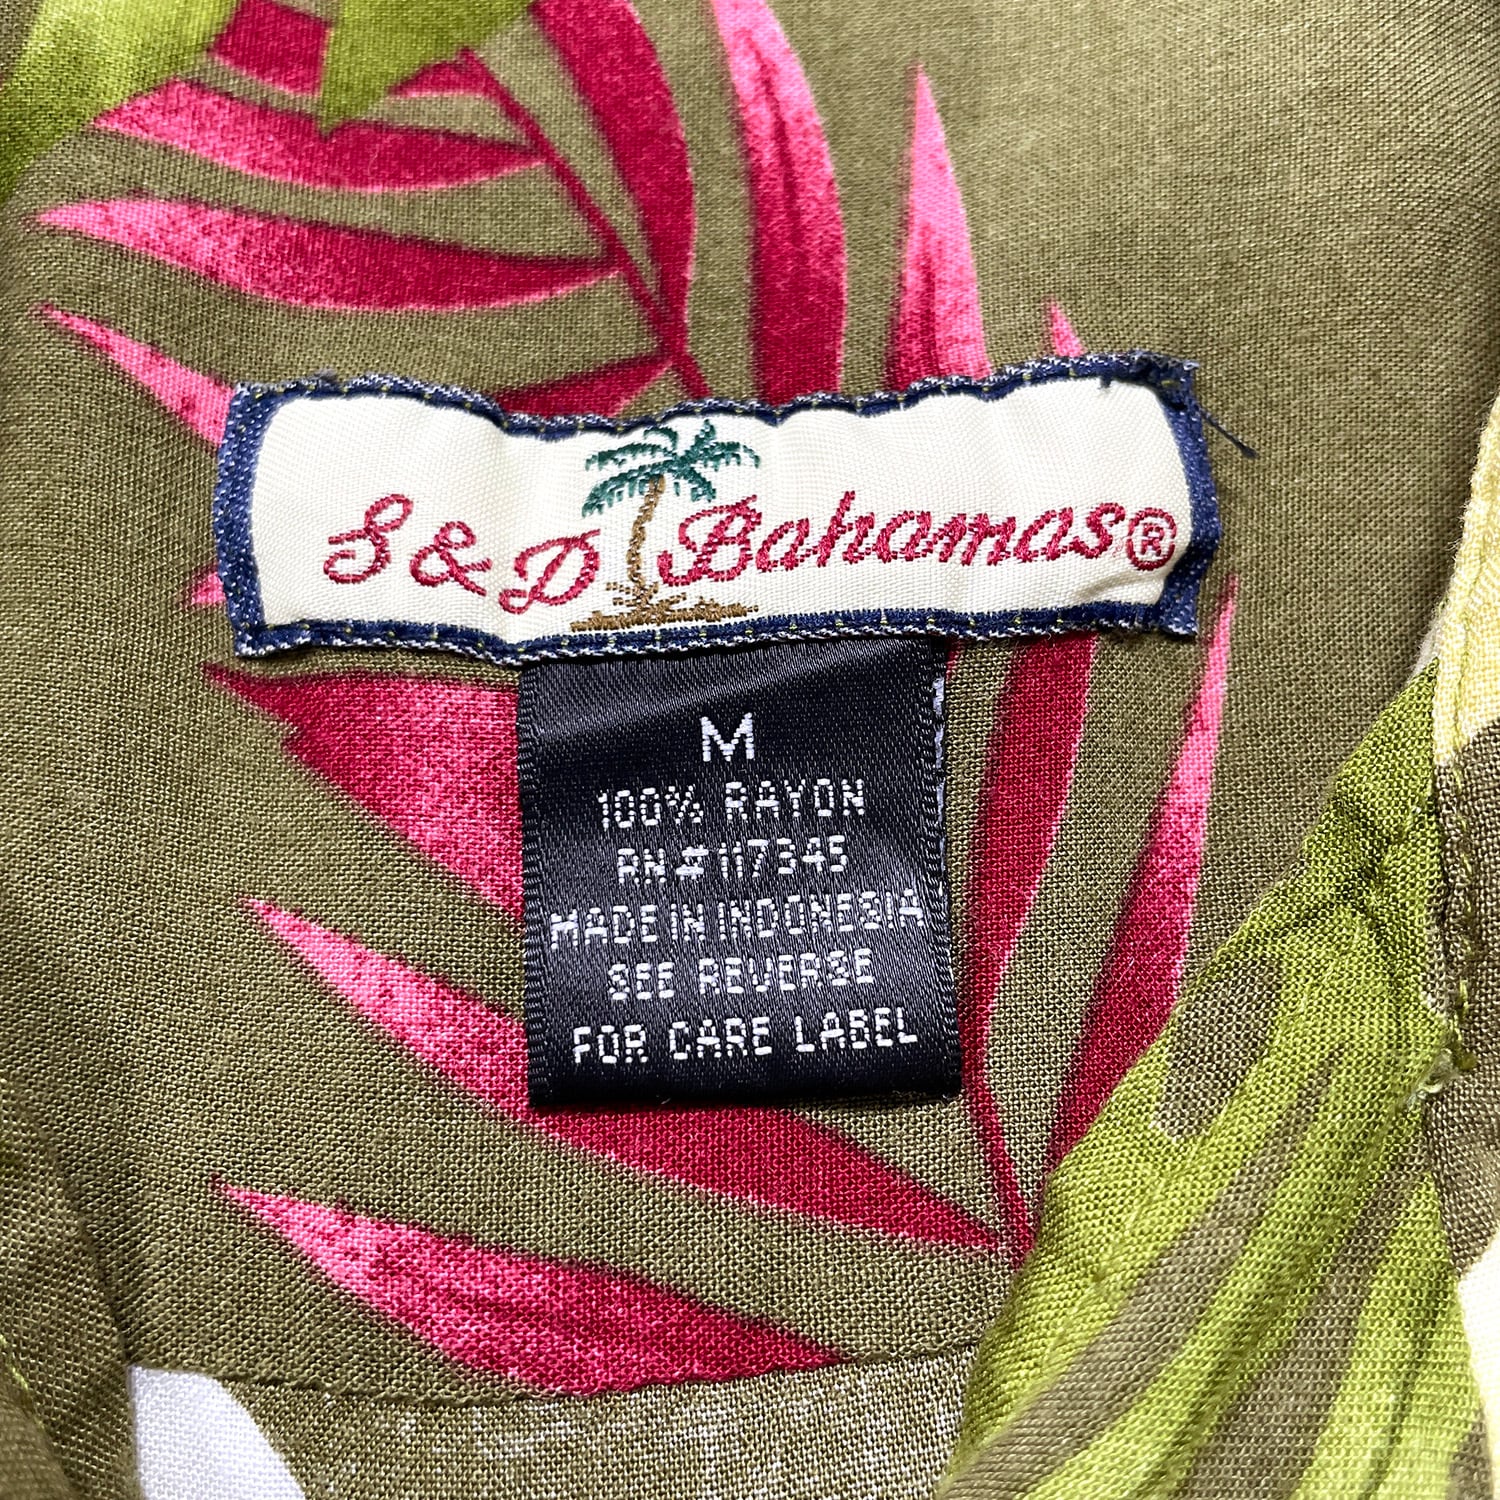 S & D Bahamas®
M
100% RAYON
RN#117345
MADE IN INDONESIA
SEE REVERSE
FOR CARE LABEL